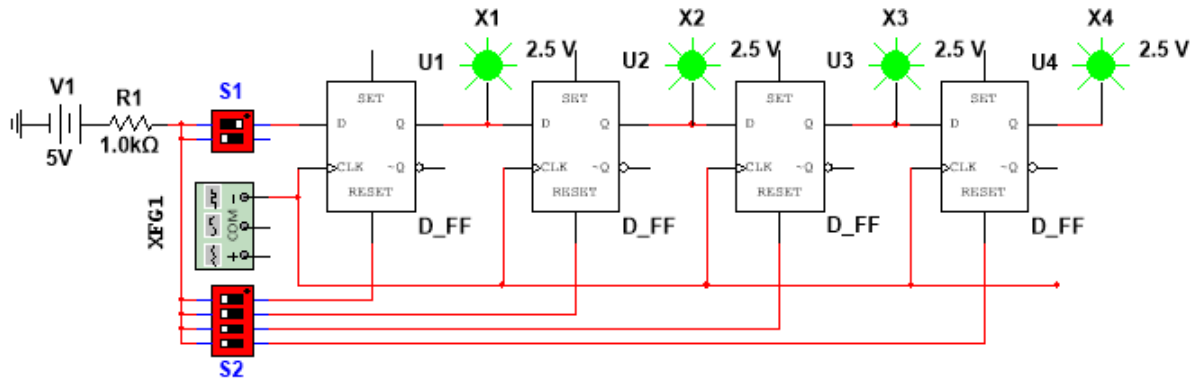 X1
X2
X3
X4
2.5 V
2.5 V
2.5 V
2.5 V
U1
U2
U3
U4
V1
R1
S1
5V
1.0kΩ
SET
SET
SET
SET
D
Q
D
Q
D
Q
D
Q
CLK
~Q
CLK
~Q
CLK
~Q
CLK
~Q
RESET
RESET
RESET
RESET
XFG1
COM
−
+
D_FF
D_FF
D_FF
D_FF
S2